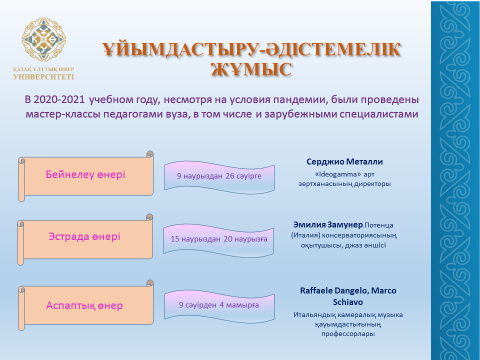 ҚАЗАҚ ҰЛТТЫҚ ӨНЕР
УНИВЕРСИТЕТІ
ҰЙЫМДАСТЫРУ-ӘДІСТЕМЕЛІК
ЖҰМЫС
В 2020-2021 учебном году, несмотря на условия пандемии, были проведены
мастер-классы педагогами вуза, в том числе и зарубежными специалистами
Бейнелеу өнері
9 наурыздан 26 сәуірге
Серджио Металли
«Ideogamma» арт
зертханасының директоры
Эстрада өнері
15 наурыздан 20 наурызға
Эмилия Замунер Потенца
(Италия) консерваториясының
оқытушысы, джаз әншісі
Аспаптық өнер
9 сәуірден 4 мамырға
Raffaele Dangelo, Marco
Schiavo
Итальяндық камералық музыка
қауымдастығының
профессорлары